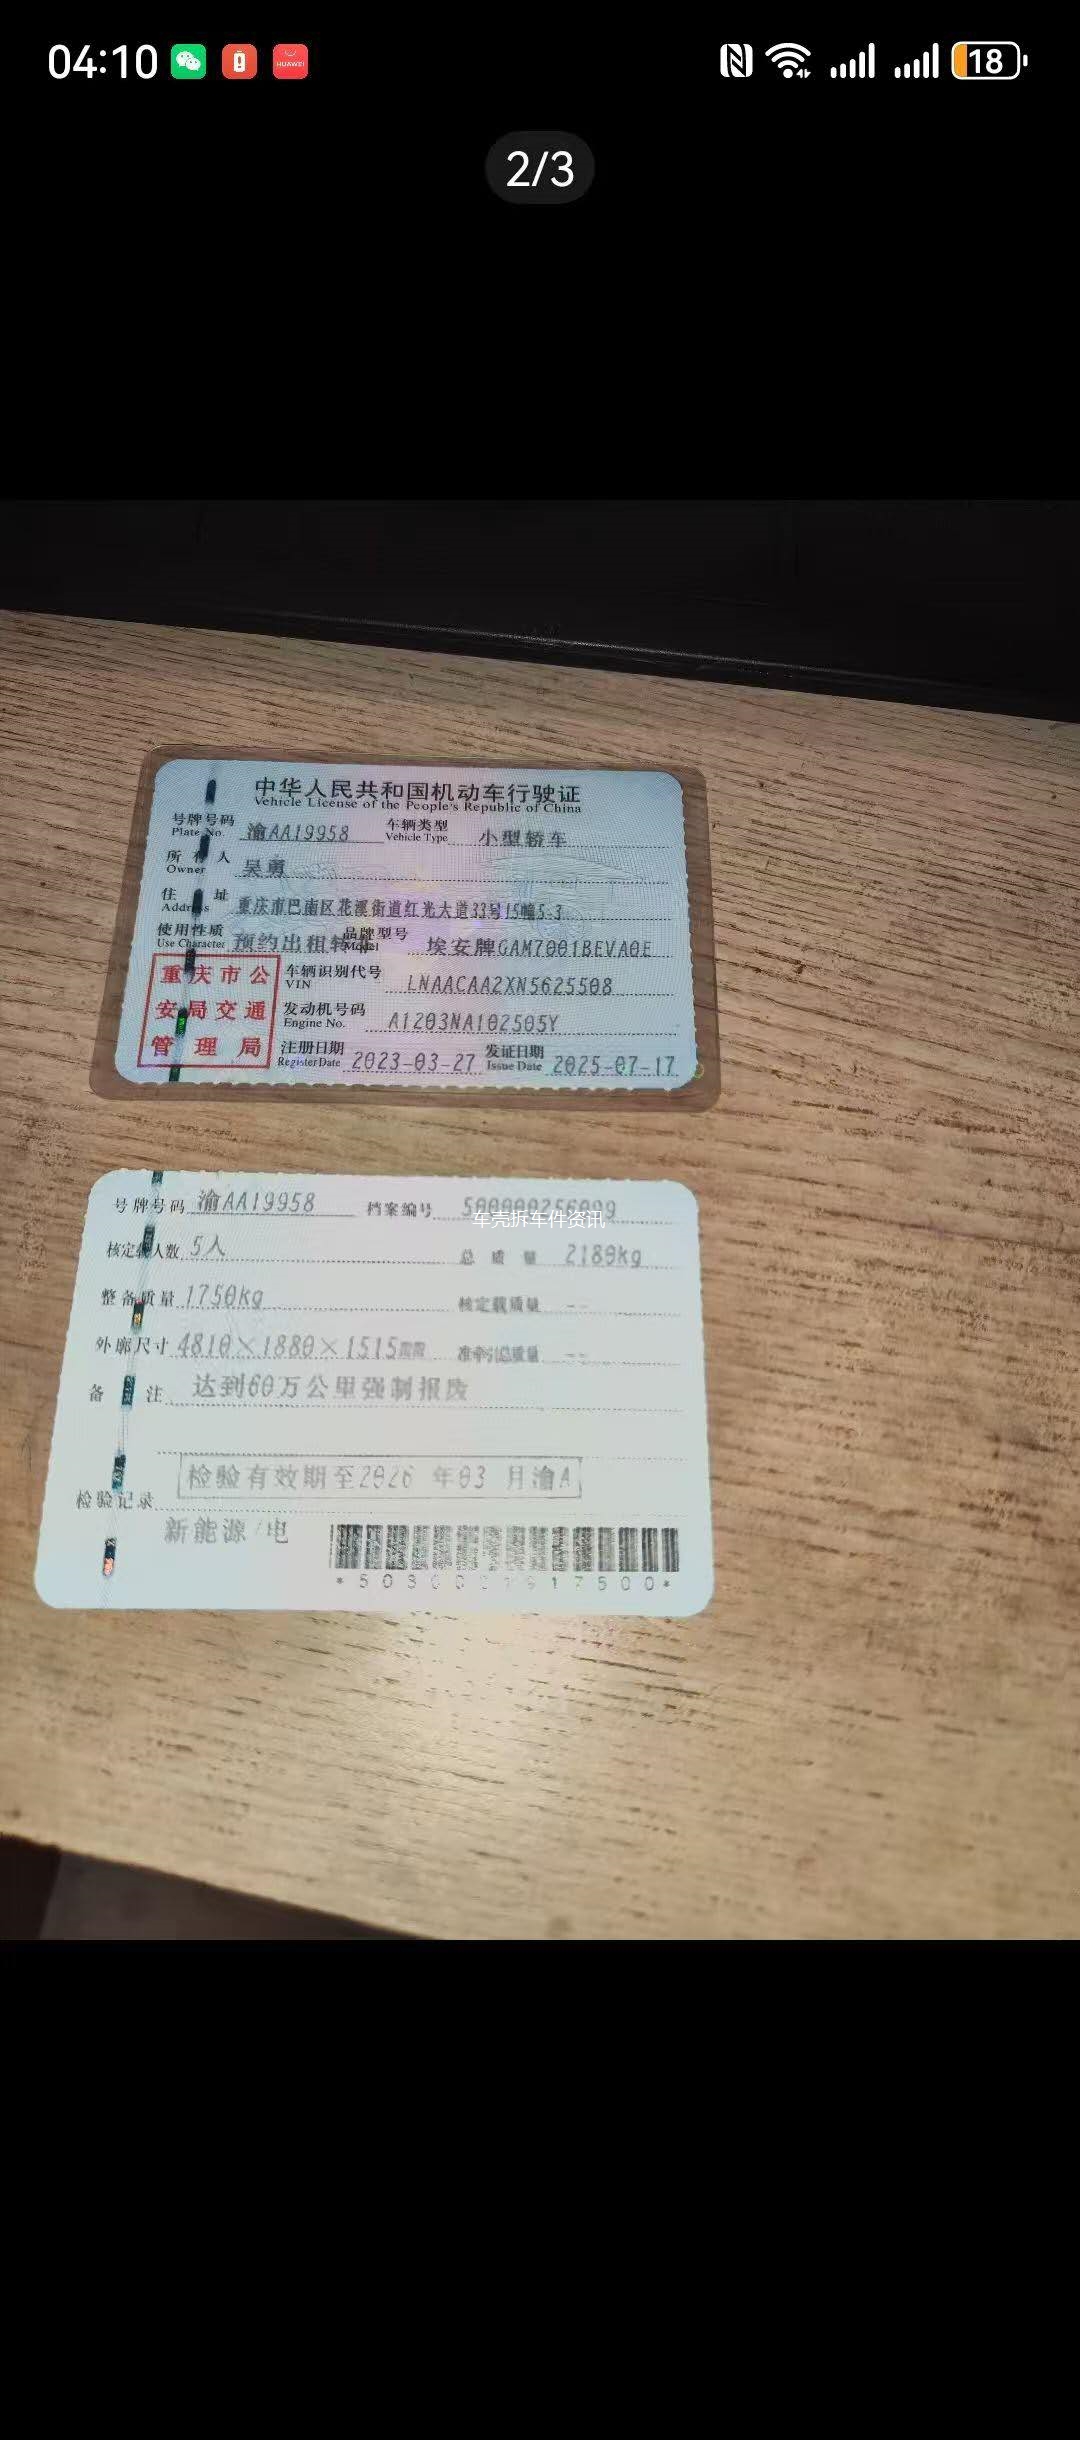 04:10
HUAWEI
18
2/3
中华人民共和国机动车行驶证
Vehicle License of the People's Republic of China
号牌号码 渝AA19958 车辆类型 小型轿车
Plate No. Vehicle Type
所有人 吴勇
Owner
住址 重庆市巴南区花溪街道红光大道33号15幢5-3
Address
使用性质 预约出租转非 品牌型号 埃安牌GAM7001BEVA0E
Use Character Model
重庆市公安局交通管理局
车辆识别代号 LNAACAA2XN5625508
VIN
发动机号码 A1203NA102505Y
Engine No.
注册日期 2023-03-27 发证日期 2025-07-17
Register Date Issue Date
号牌号码 渝AA19958 档案编号
车壳拆车件资讯
核定载人数 5人 总质量 2180kg
整备质量 1750kg 核定载质量 --
外廓尺寸 4810×1880×1515 准牵引总质量 --
备注 达到60万公里强制报废
检验记录 检验有效期至2026年03月渝A
新能源/电